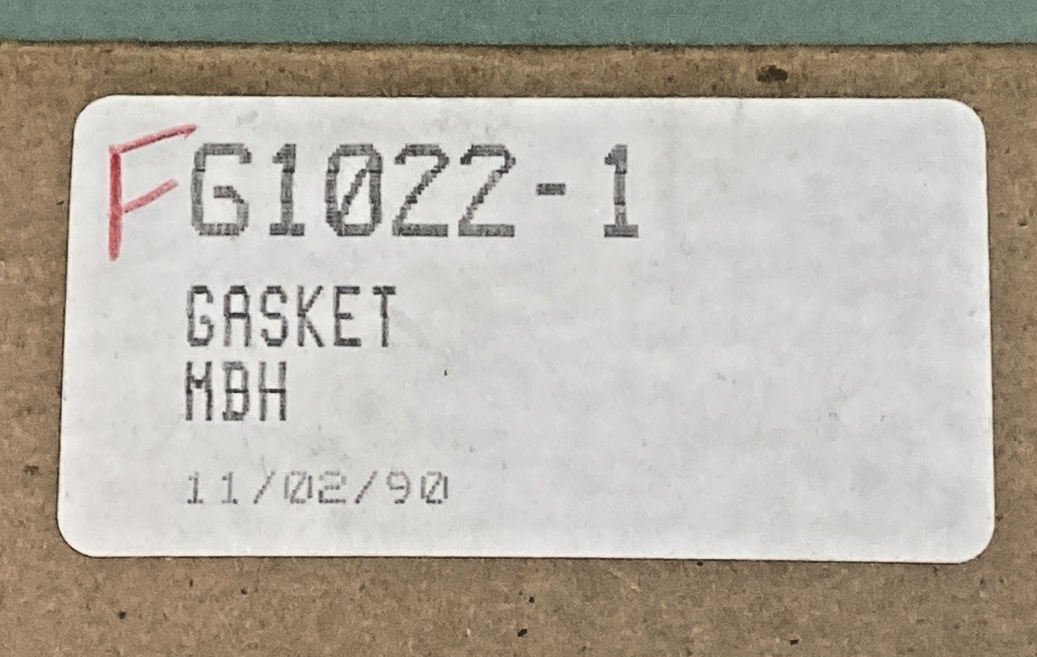 FG1022-1
GASKET
MBH
11/02/90